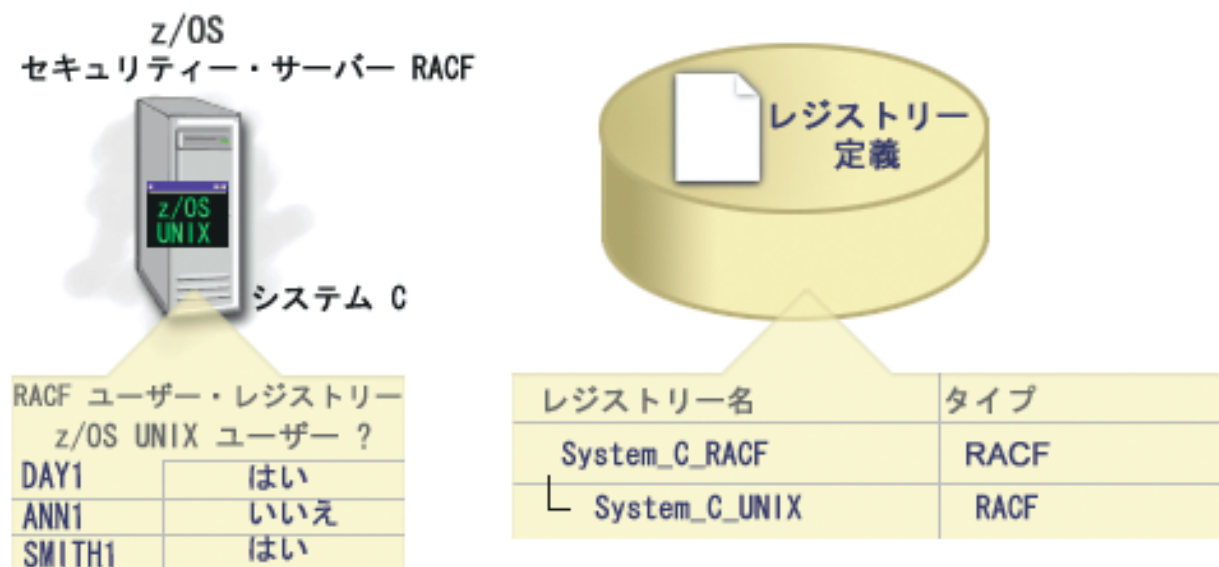 z/OS
セキュリティー・サーバー RACF
z/OS
UNIX
システム C
RACF ユーザー・レジストリー
z/OS UNIX ユーザー ?
DAY1 はい
ANN1 いいえ
SMITH1 はい
レジストリー
定義
レジストリー名 タイプ
System_C_RACF RACF
System_C_UNIX RACF